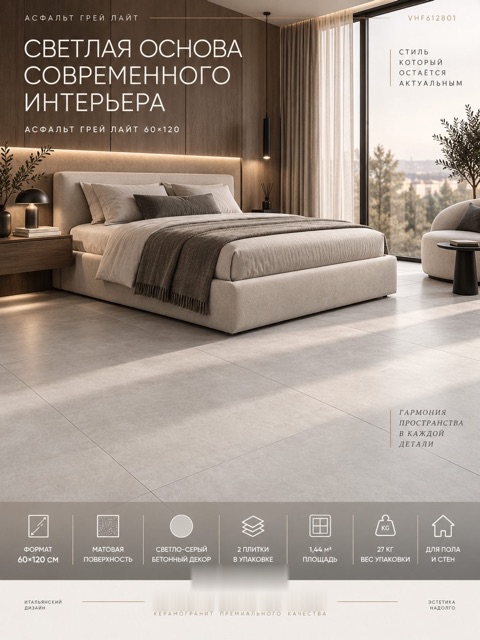 АСФАЛЬТ ГРЕЙ ЛАЙТ
VHF612801
СВЕТЛАЯ ОСНОВА
СОВРЕМЕННОГО
ИНТЕРЬЕРА
АСФАЛЬТ ГРЕЙ ЛАЙТ 60×120
СТИЛЬ
КОТОРЫЙ
ОСТАЁТСЯ
АКТУАЛЬНЫМ
ГАРМОНИЯ
ПРОСТРАНСТВА
В КАЖДОЙ
ДЕТАЛИ
ФОРМАТ
60×120 СМ
МАТОВАЯ
ПОВЕРХНОСТЬ
СВЕТЛО-СЕРЫЙ
БЕТОННЫЙ ДЕКОР
2 ПЛИТКИ
В УПАКОВКЕ
1,44 м²
ПЛОЩАДЬ
KG
27 КГ
ВЕС УПАКОВКИ
ДЛЯ ПОЛА
И СТЕН
ИТАЛЬЯНСКИЙ
ДИЗАЙН
КЕРАМОГРАНИТ ПРЕМИАЛЬНОГО КАЧЕСТВА
ЭСТЕТИКА
НАДОЛГО